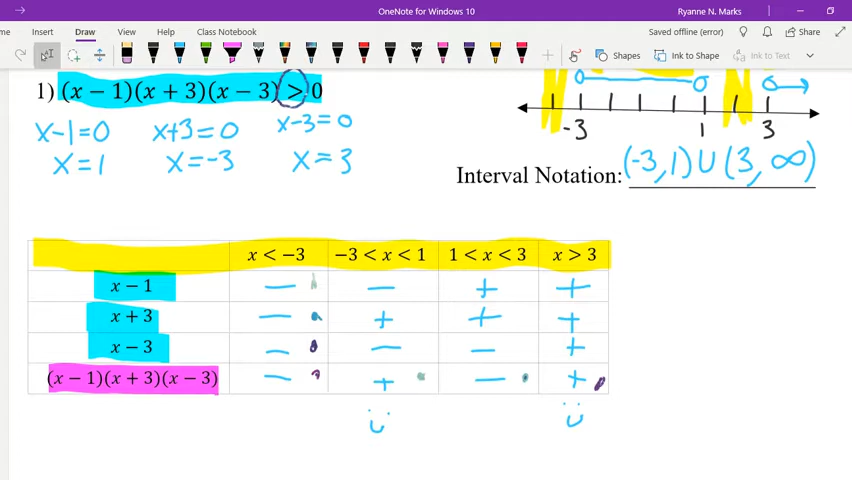 OneNote for Windows 10
Ryanne N. Marks
Insert Draw View Help Class Notebook Saved offline (error) Share
Shapes Ink to Shape Ink to Text
1) (x − 1)(x + 3)(x − 3) > 0
x-1=0 x+3=0 x-3=0
x=1 x=-3 x=3
-3 1 3
Interval Notation: (-3,1) U (3, ∞)
x < −3 −3 < x < 1 1 < x < 3 x > 3
x − 1 − − + +
x + 3 − + + +
x − 3 − − − +
(x − 1)(x + 3)(x − 3) − + − +